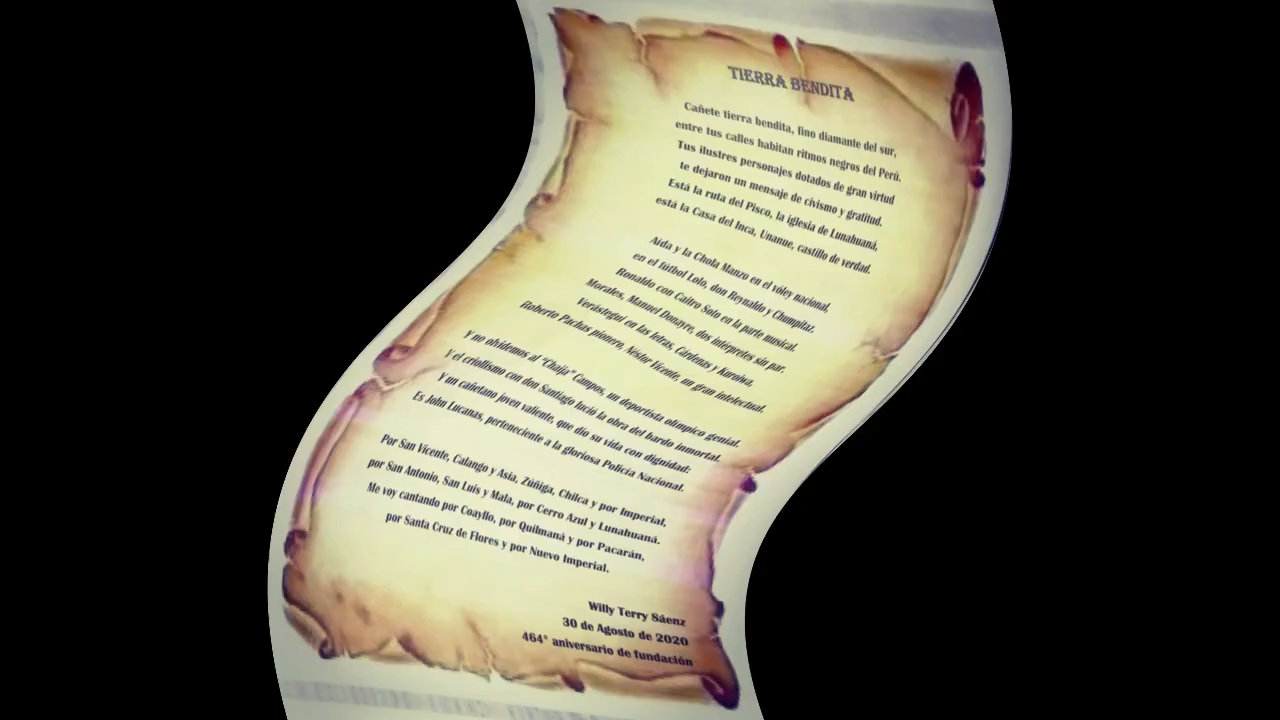 TIERRA BENDITA
Cañete tierra bendita, fino diamante del sur,
entre tus calles habitan ritmos negros del Perú.
Tus ilustres personajes dotados de gran virtud
te dejaron un mensaje de civismo y gratitud.
Está la ruta del Pisco, la iglesia de Lunahuaná,
está la Casa del Inca, Unanue, castillo de verdad.
Aida y la Chola Manzo en el vóley nacional,
en el fútbol Lolo, don Reynaldo y Chumpitaz.
Ronaldo con Caitro Soto en la parte musical.
Morales, Manuel Donayre, dos intérpretes sin par.
Verástegui en las letras, Cárdenas y Kuroiwa,
Roberto Pachas pionero, Néstor Vicente, un gran intelectual.
Y no olvidemos al "Chalja" Campos, un deportista olímpico genial.
Y el criollismo con don Santiago lució la obra del bardo inmortal.
Y un cañetano joven valiente, que dio su vida con dignidad:
Es John Lucanas, perteneciente a la gloriosa Policía Nacional.
Por San Vicente, Calango y Asia, Zúñiga, Chilca y por Imperial,
por San Antonio, San Luis y Mala, por Cerro Azul y Lunahuaná.
Me voy cantando por Coayllo, por Quilmaná y por Pacarán,
por Santa Cruz de Flores y por Nuevo Imperial.
Willy Terry Sáenz
30 de Agosto de 2020
464° aniversario de fundación